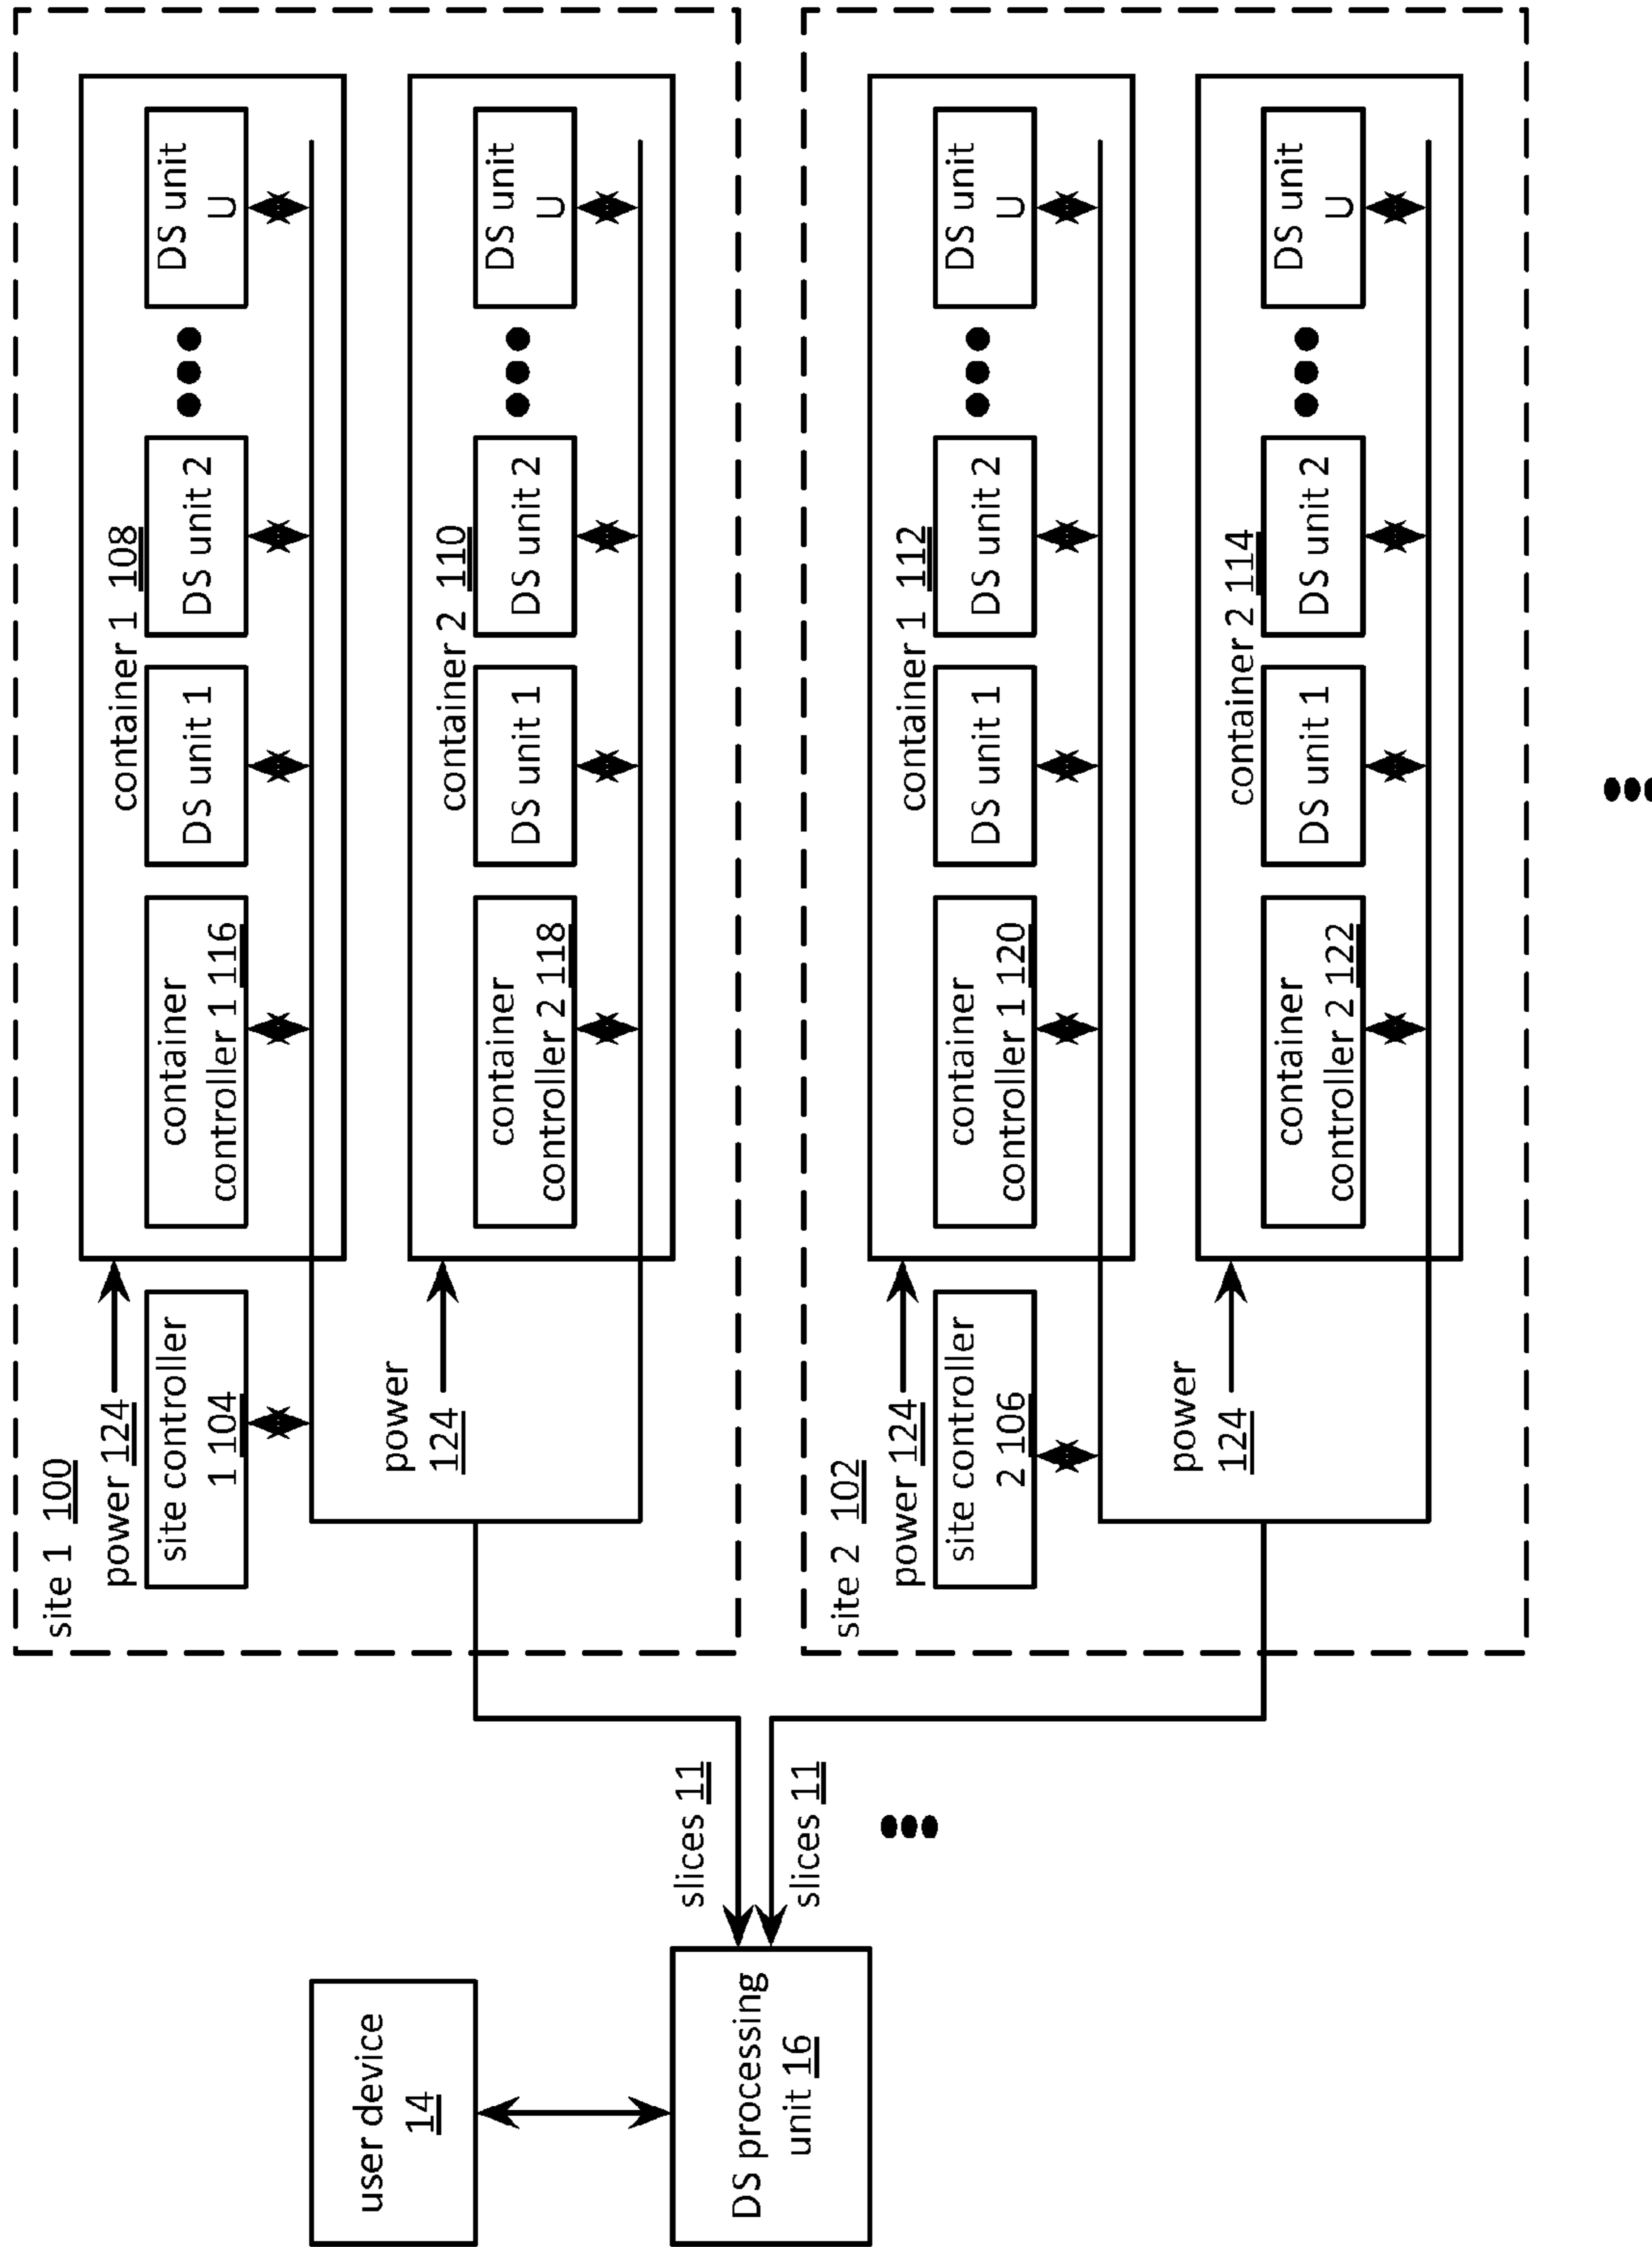 user device
14
DS processing
unit 16
slices 11
slices 11
site 1 100
power 124
site controller
1 104
power
124
container 1 108
container
controller 1 116
DS unit 1
DS unit 2
DS unit
U
container 2 110
container
controller 2 118
DS unit 1
DS unit 2
DS unit
U
site 2 102
power 124
site controller
2 106
power
124
container 1 112
container
controller 1 120
DS unit 1
DS unit 2
DS unit
U
container 2 114
container
controller 2 122
DS unit 1
DS unit 2
DS unit
U